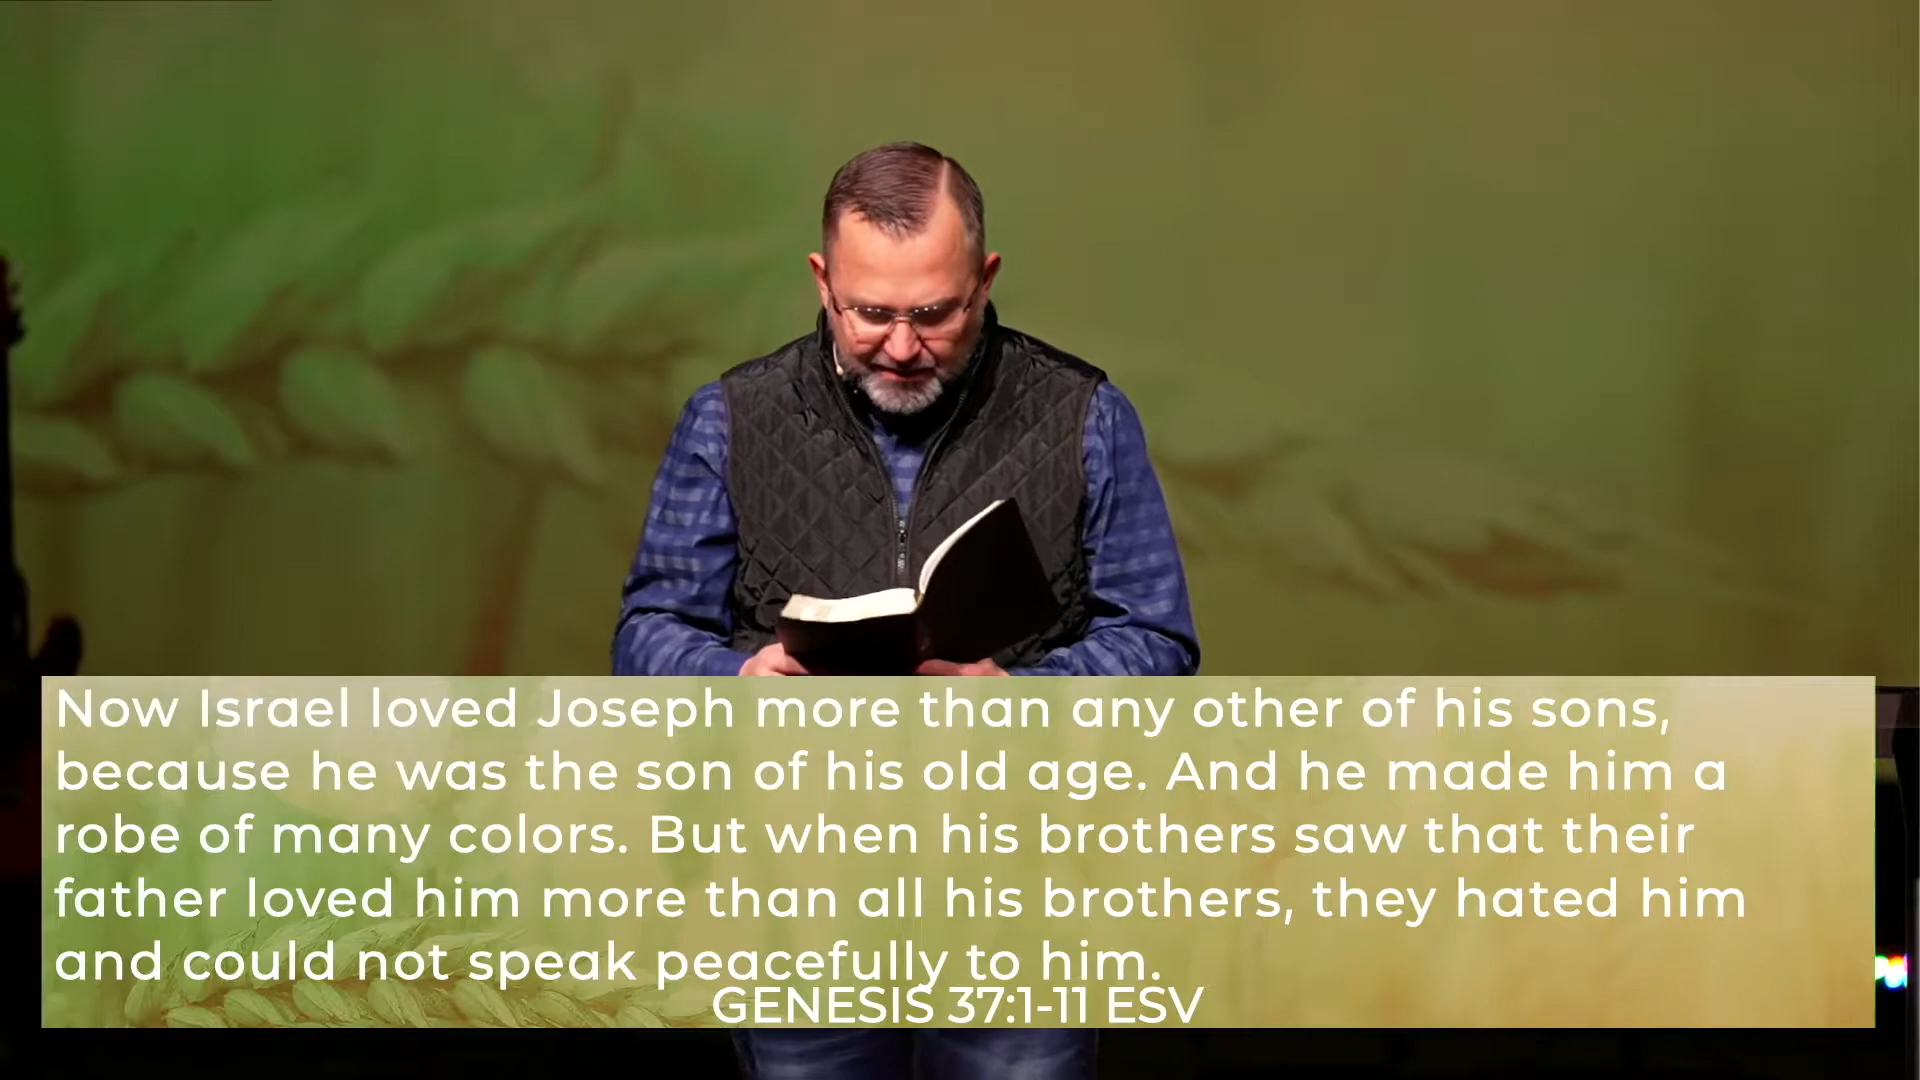 Now Israel loved Joseph more than any other of his sons,
because he was the son of his old age. And he made him a
robe of many colors. But when his brothers saw that their
father loved him more than all his brothers, they hated him
and could not speak peacefully to him.
GENESIS 37:1-11 ESV